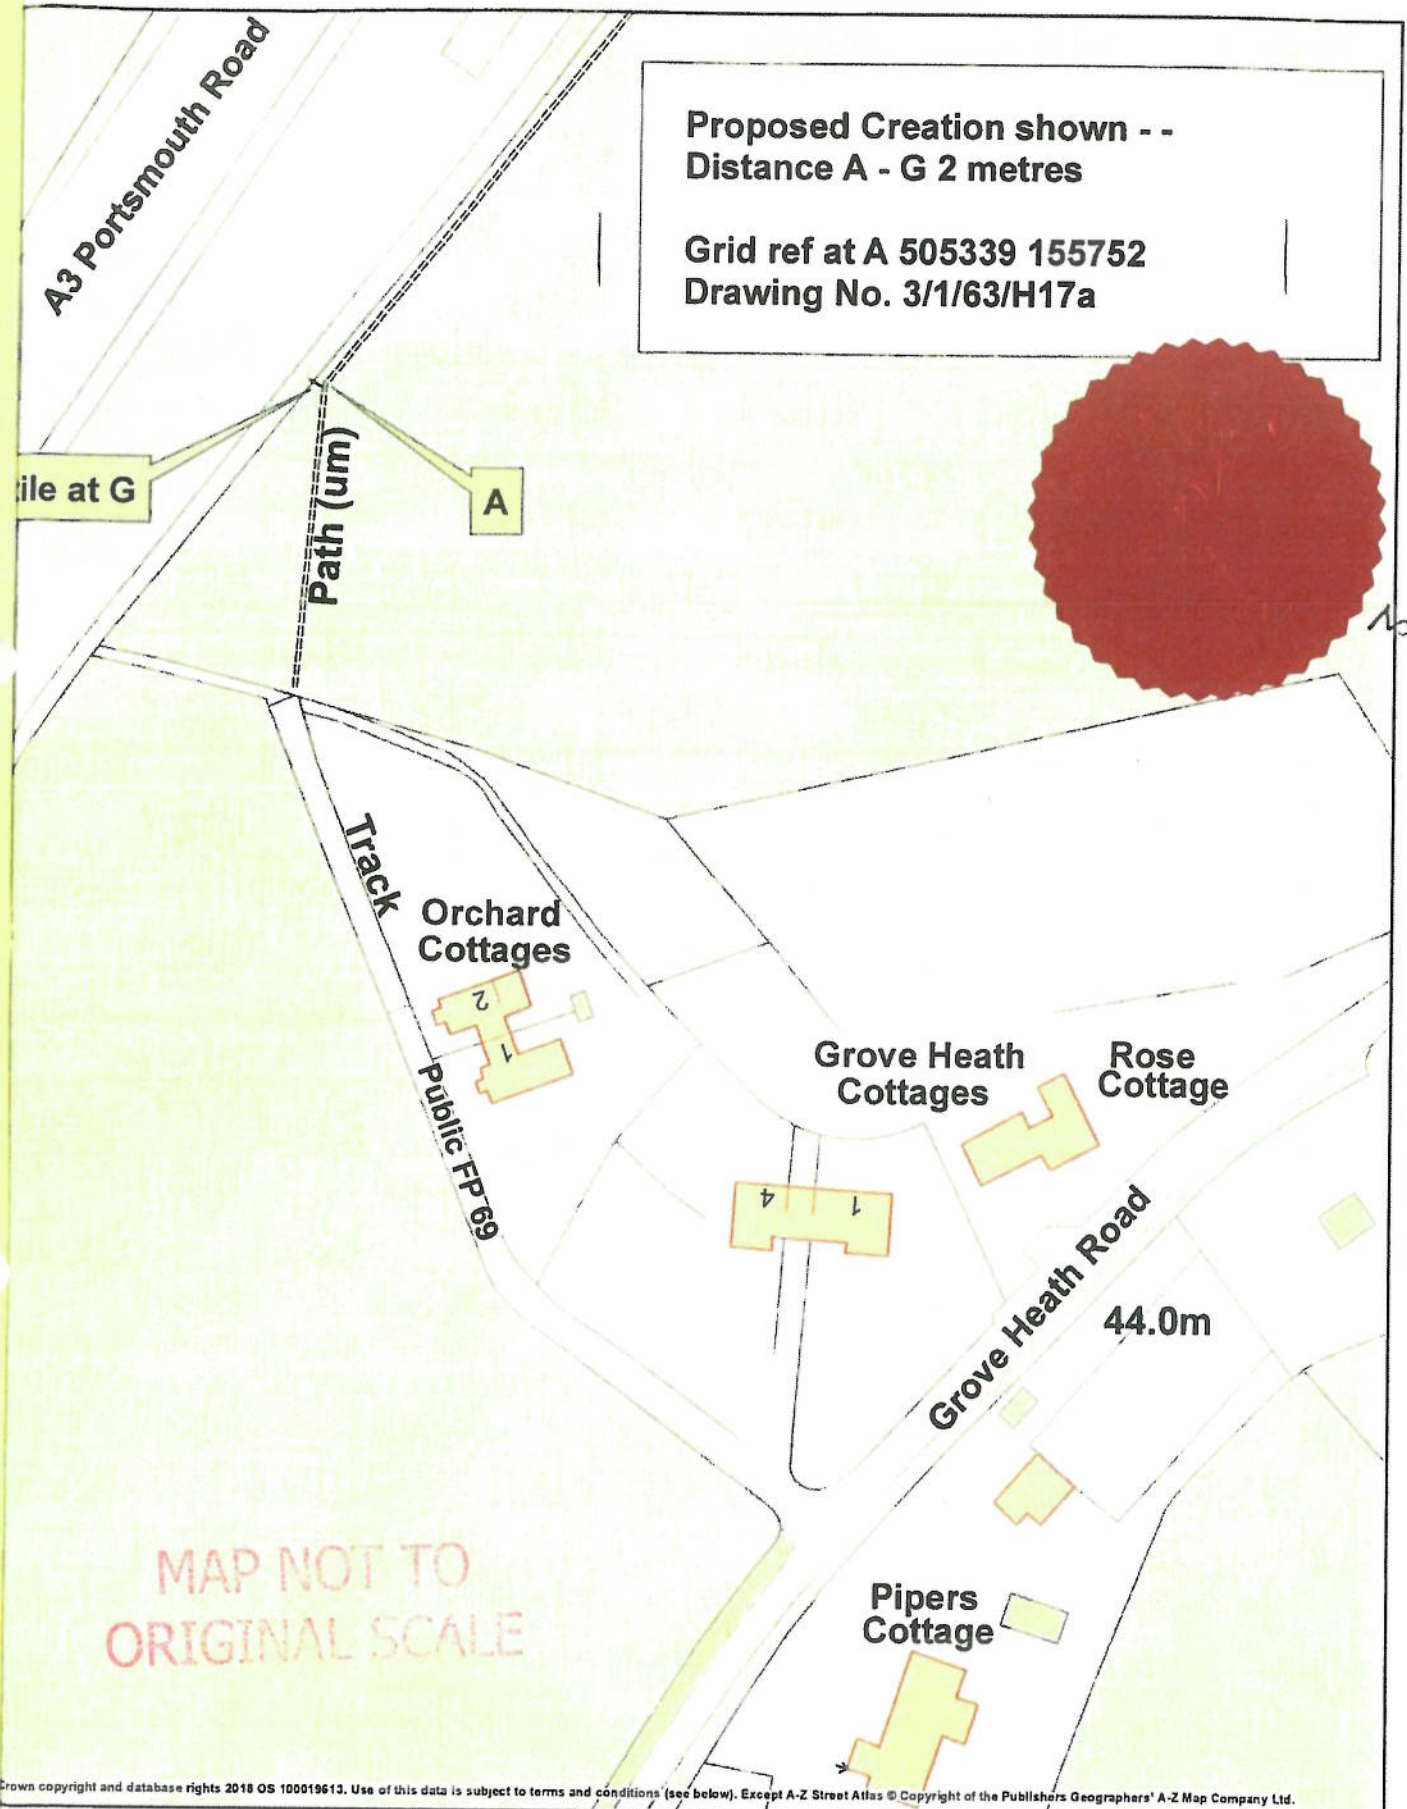 A3 Portsmouth Road
Proposed Creation shown - -
Distance A - G 2 metres
Grid ref at A 505339 155752
Drawing No. 3/1/63/H17a
ile at G
A
Path (um)
Track
Orchard
Cottages
2
1
Public FP 69
Grove Heath
Cottages
Rose
Cottage
4
1
Grove Heath Road
44.0m
MAP NOT TO
ORIGINAL SCALE
Pipers
Cottage
Crown copyright and database rights 2018 OS 100019613. Use of this data is subject to terms and conditions (see below). Except A-Z Street Atlas © Copyright of the Publishers Geographers' A-Z Map Company Ltd.